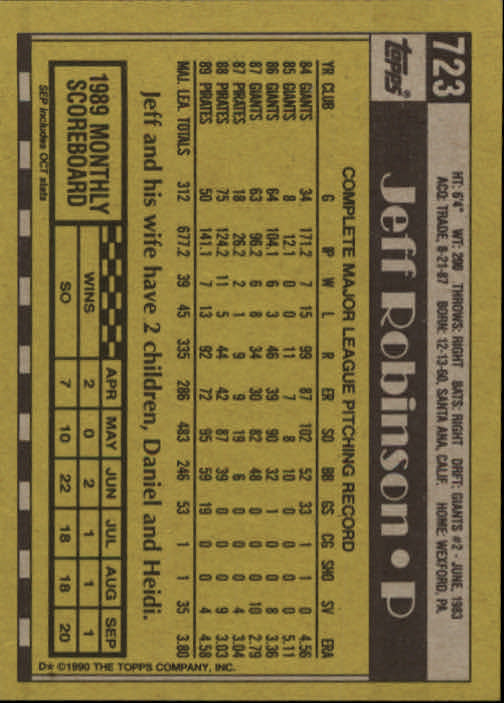 723
topps®
HT: 6'4" WT: 200 THROWS: RIGHT BATS: RIGHT DRFT: GIANTS #2 - JUNE, 1983
ACQ: TRADE, 8-21-87 BORN: 12-13-60, SANTA ANA, CALIF. HOME: WEXFORD, PA.
Jeff Robinson • P
COMPLETE MAJOR LEAGUE PITCHING RECORD
YR CLUB G IP W L R ER SO BB GS CG SHO SV ERA
84 GIANTS 34 171.2 7 15 99 87 102 52 33 1 1 0 4.56
85 GIANTS 8 12.1 0 0 11 7 8 10 0 0 0 0 5.11
86 GIANTS 64 104.1 6 3 46 39 90 32 1 0 0 8 3.36
87 GIANTS 63 96.2 6 8 34 30 82 48 0 0 0 10 2.79
87 PIRATES 18 26.2 2 1 9 9 19 6 0 0 0 4 3.04
88 PIRATES 75 124.2 11 5 44 42 87 39 0 0 0 9 3.03
89 PIRATES 50 141.1 7 13 92 72 95 59 19 0 0 4 4.58
MAJ. LEA. TOTALS 312 677.2 39 45 335 286 483 246 53 1 1 35 3.80
Jeff and his wife have 2 children, Daniel and Heidi.
1989 MONTHLY
SCOREBOARD
APR MAY JUN JUL AUG SEP
WINS 2 0 2 1 1 1
SO 7 10 22 18 18 20
SEP includes OCT stats
D★ ©1990 THE TOPPS COMPANY, INC.